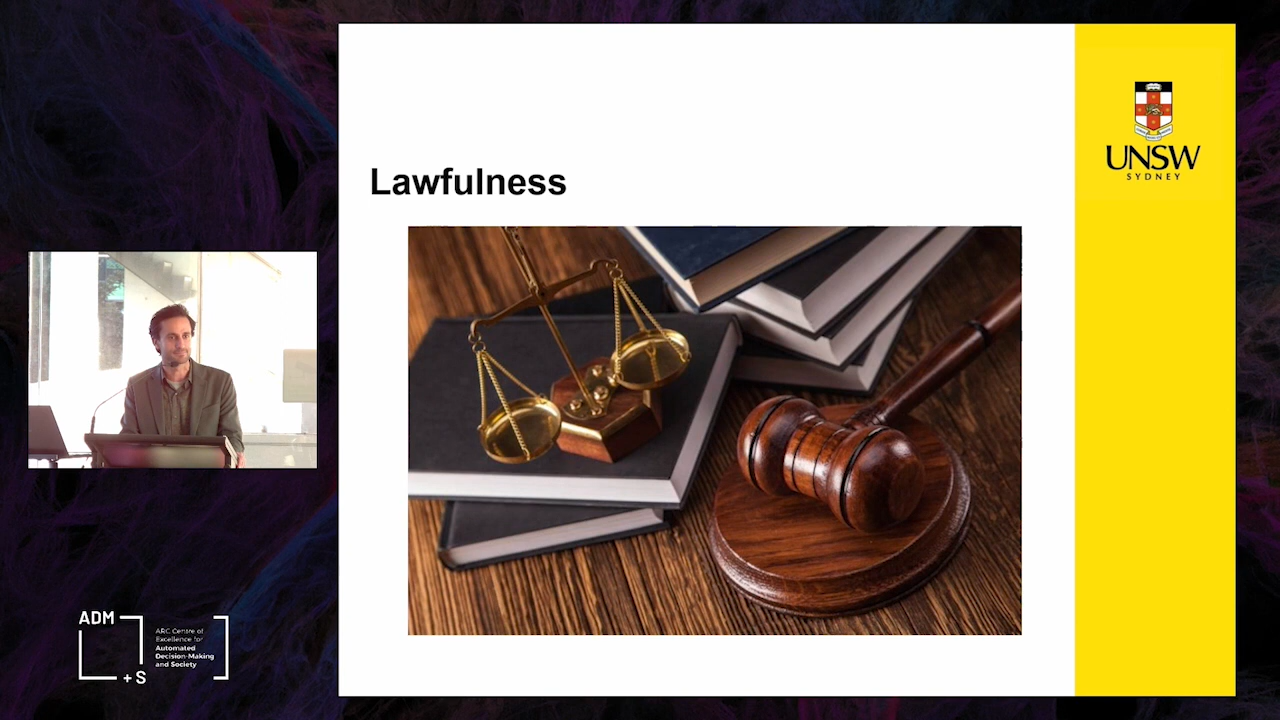 Lawfulness
UNSW
SYDNEY
ADM
+S
ARC Centre of
Excellence for
Automated
Decision-Making
and Society